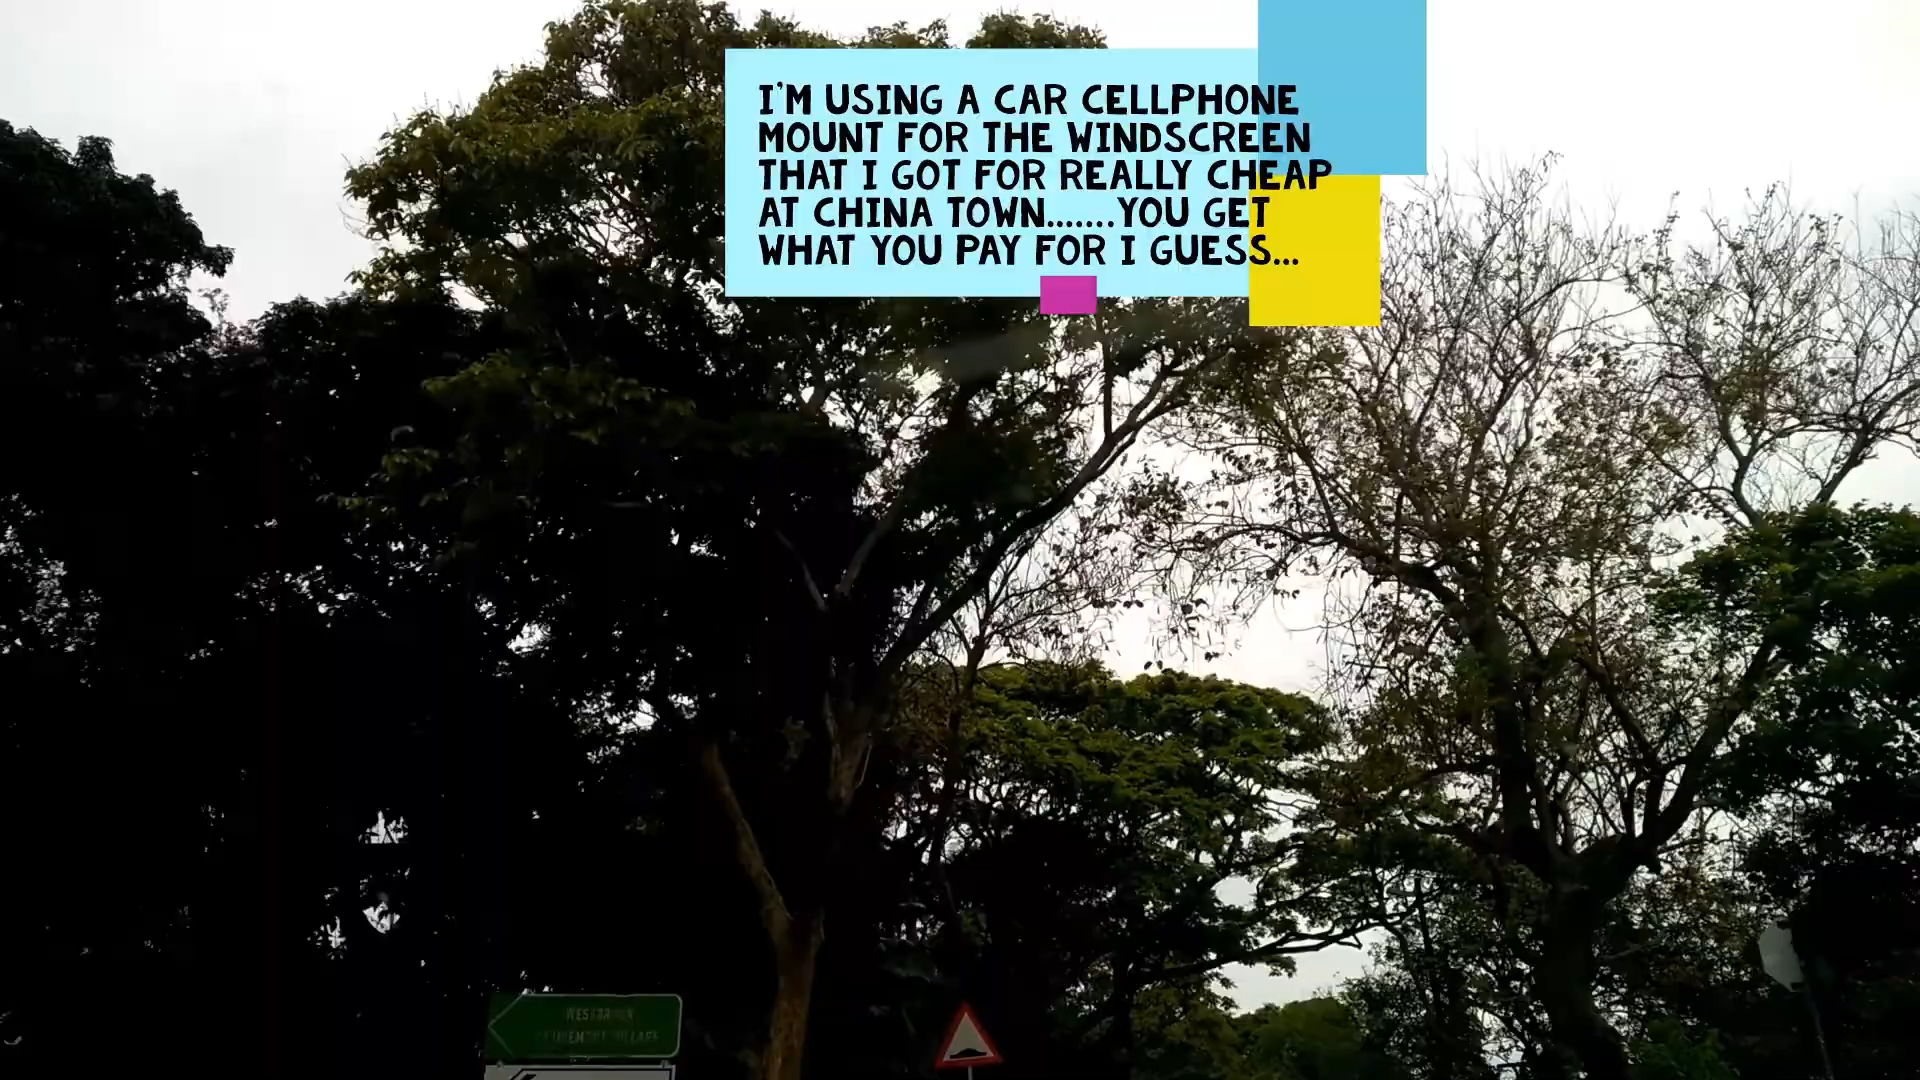 I'M USING A CAR CELLPHONE
MOUNT FOR THE WINDSCREEN
THAT I GOT FOR REALLY CHEAP
AT CHINA TOWN.......YOU GET
WHAT YOU PAY FOR I GUESS...
VILLAGE